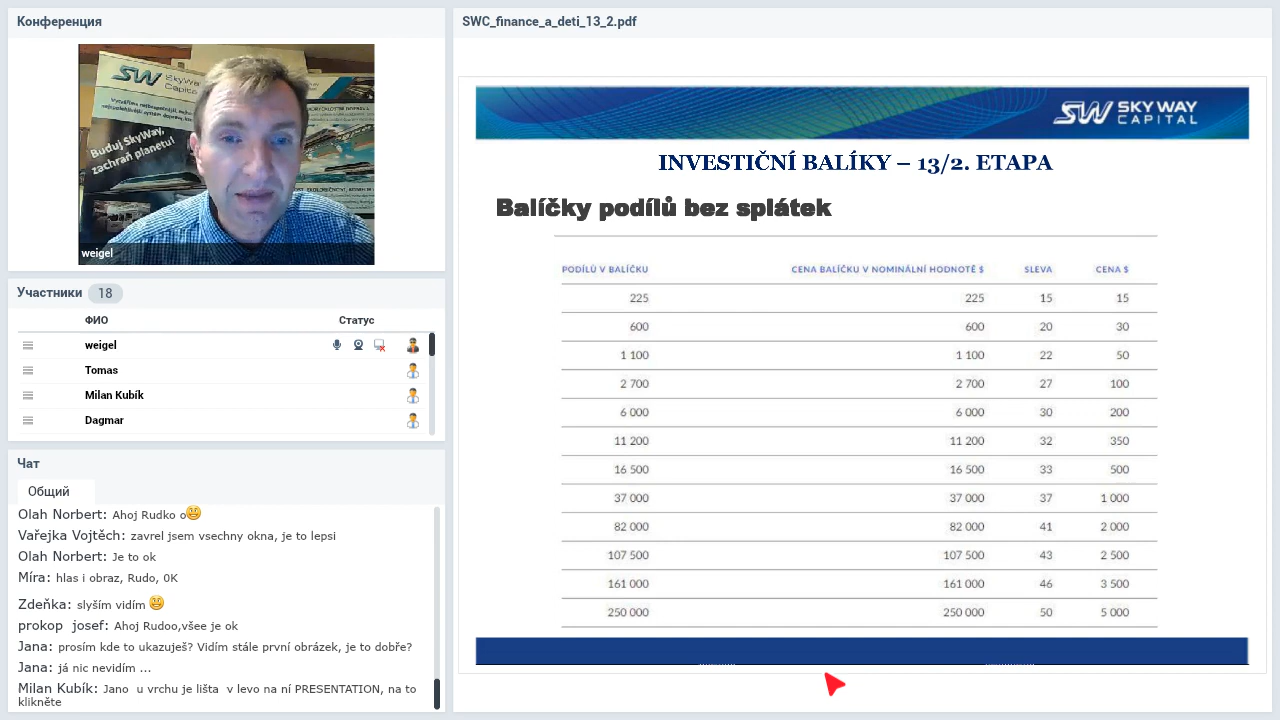 Конференция
SW SkyWay
Capital
Buduj SkyWay,
zachraň planetu!
weigel
Участники 18
ФИО Статус
weigel
Tomas
Milan Kubík
Dagmar
Чат
Общий
Olah Norbert: Ahoj Rudko o
Vařejka Vojtěch: zavrel jsem vsechny okna, je to lepsi
Olah Norbert: Je to ok
Míra: hlas i obraz, Rudo, 0K
Zdeňka: slyším vidím
prokop josef: Ahoj Rudoo,všee je ok
Jana: prosím kde to ukazuješ? Vidím stále první obrázek, je to dobře?
Jana: já nic nevidím ...
Milan Kubík: Jano u vrchu je lišta v levo na ní PRESENTATION, na to
klikněte
SWC_finance_a_deti_13_2.pdf
SW SKY WAY
CAPITAL
INVESTIČNÍ BALÍKY – 13/2. ETAPA
Balíčky podílů bez splátek
PODÍLŮ V BALÍČKU CENA BALÍČKU V NOMINÁLNÍ HODNOTĚ $ SLEVA CENA $
225 225 15 15
600 600 20 30
1 100 1 100 22 50
2 700 2 700 27 100
6 000 6 000 30 200
11 200 11 200 32 350
16 500 16 500 33 500
37 000 37 000 37 1 000
82 000 82 000 41 2 000
107 500 107 500 43 2 500
161 000 161 000 46 3 500
250 000 250 000 50 5 000